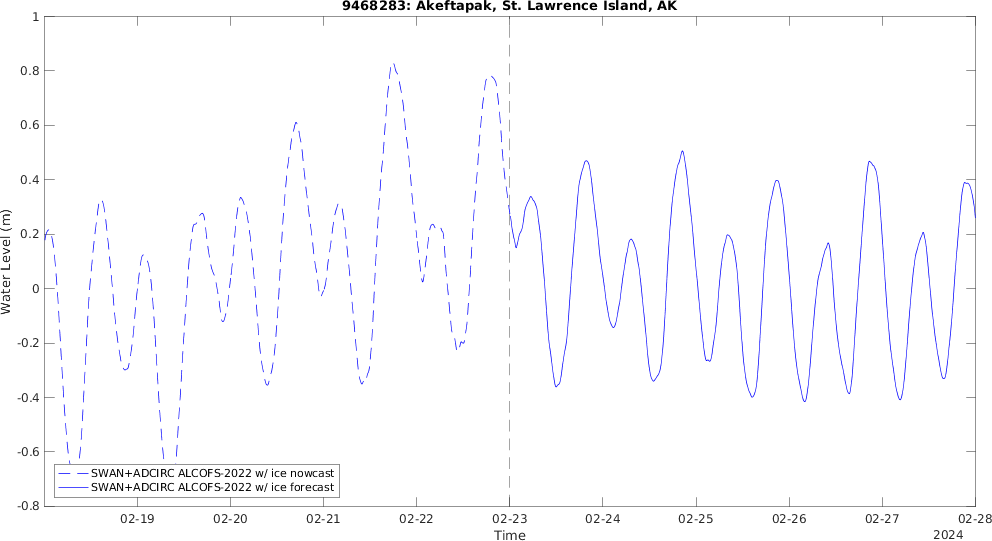 9468283: Akeftapak, St. Lawrence Island, AK
1
0.8
0.6
0.4
0.2
0
-0.2
-0.4
-0.6
-0.8
Water Level (m)
SWAN+ADCIRC ALCOFS-2022 w/ ice nowcast
SWAN+ADCIRC ALCOFS-2022 w/ ice forecast
02-19 02-20 02-21 02-22 02-23 02-24 02-25 02-26 02-27 02-28
Time
2024